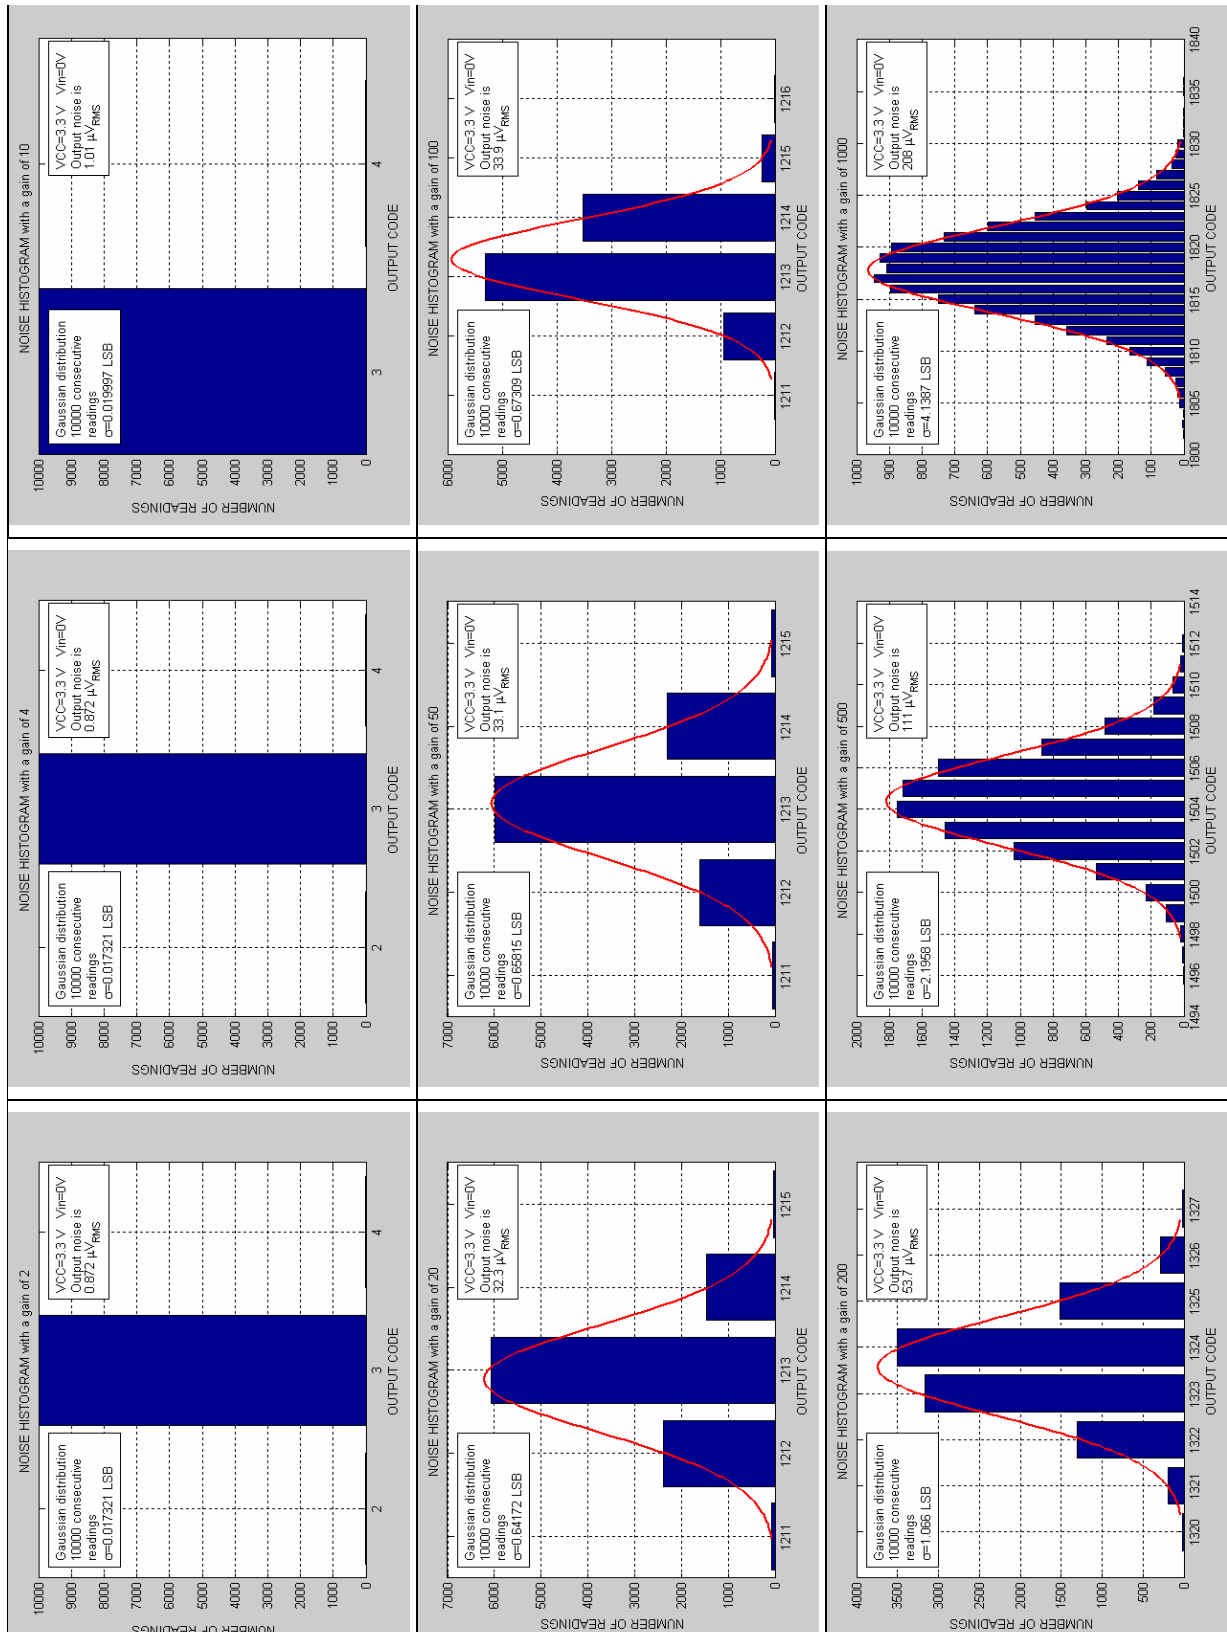 NOISE HISTOGRAM with a gain of 2
10000
9000
8000
7000
6000
5000
4000
3000
2000
1000
0
NUMBER OF READINGS
Gaussian distribution
10000 consecutive
readings
σ=0.017321 LSB
VCC=3.3 V Vin=0V
Output noise is
0.872 μVRMS
2
3
4
OUTPUT CODE
NOISE HISTOGRAM with a gain of 4
10000
9000
8000
7000
6000
5000
4000
3000
2000
1000
0
NUMBER OF READINGS
Gaussian distribution
10000 consecutive
readings
σ=0.017321 LSB
VCC=3.3 V Vin=0V
Output noise is
0.872 μVRMS
2
3
4
OUTPUT CODE
NOISE HISTOGRAM with a gain of 10
10000
9000
8000
7000
6000
5000
4000
3000
2000
1000
0
NUMBER OF READINGS
Gaussian distribution
10000 consecutive
readings
σ=0.019997 LSB
VCC=3.3 V Vin=0V
Output noise is
1.01 μVRMS
3
4
OUTPUT CODE
NOISE HISTOGRAM with a gain of 20
7000
6000
5000
4000
3000
2000
1000
0
NUMBER OF READINGS
Gaussian distribution
10000 consecutive
readings
σ=0.64172 LSB
VCC=3.3 V Vin=0V
Output noise is
32.3 μVRMS
1211
1212
1213
1214
1215
OUTPUT CODE
NOISE HISTOGRAM with a gain of 50
7000
6000
5000
4000
3000
2000
1000
0
NUMBER OF READINGS
Gaussian distribution
10000 consecutive
readings
σ=0.65815 LSB
VCC=3.3 V Vin=0V
Output noise is
33.1 μVRMS
1211
1212
1213
1214
1215
OUTPUT CODE
NOISE HISTOGRAM with a gain of 100
6000
5000
4000
3000
2000
1000
0
NUMBER OF READINGS
Gaussian distribution
10000 consecutive
readings
σ=0.67309 LSB
VCC=3.3 V Vin=0V
Output noise is
33.9 μVRMS
1211
1212
1213
1214
1215
1216
OUTPUT CODE
NOISE HISTOGRAM with a gain of 200
4000
3500
3000
2500
2000
1500
1000
500
0
NUMBER OF READINGS
Gaussian distribution
10000 consecutive
readings
σ=1.066 LSB
VCC=3.3 V Vin=0V
Output noise is
53.7 μVRMS
1320
1321
1322
1323
1324
1325
1326
1327
OUTPUT CODE
NOISE HISTOGRAM with a gain of 500
2000
1800
1600
1400
1200
1000
800
600
400
200
0
NUMBER OF READINGS
Gaussian distribution
10000 consecutive
readings
σ=2.1958 LSB
VCC=3.3 V Vin=0V
Output noise is
111 μVRMS
1494
1496
1498
1500
1502
1504
1506
1508
1510
1512
1514
OUTPUT CODE
NOISE HISTOGRAM with a gain of 1000
1000
900
800
700
600
500
400
300
200
100
0
NUMBER OF READINGS
Gaussian distribution
10000 consecutive
readings
σ=4.1387 LSB
VCC=3.3 V Vin=0V
Output noise is
208 μVRMS
1800
1805
1810
1815
1820
1825
1830
1835
1840
OUTPUT CODE